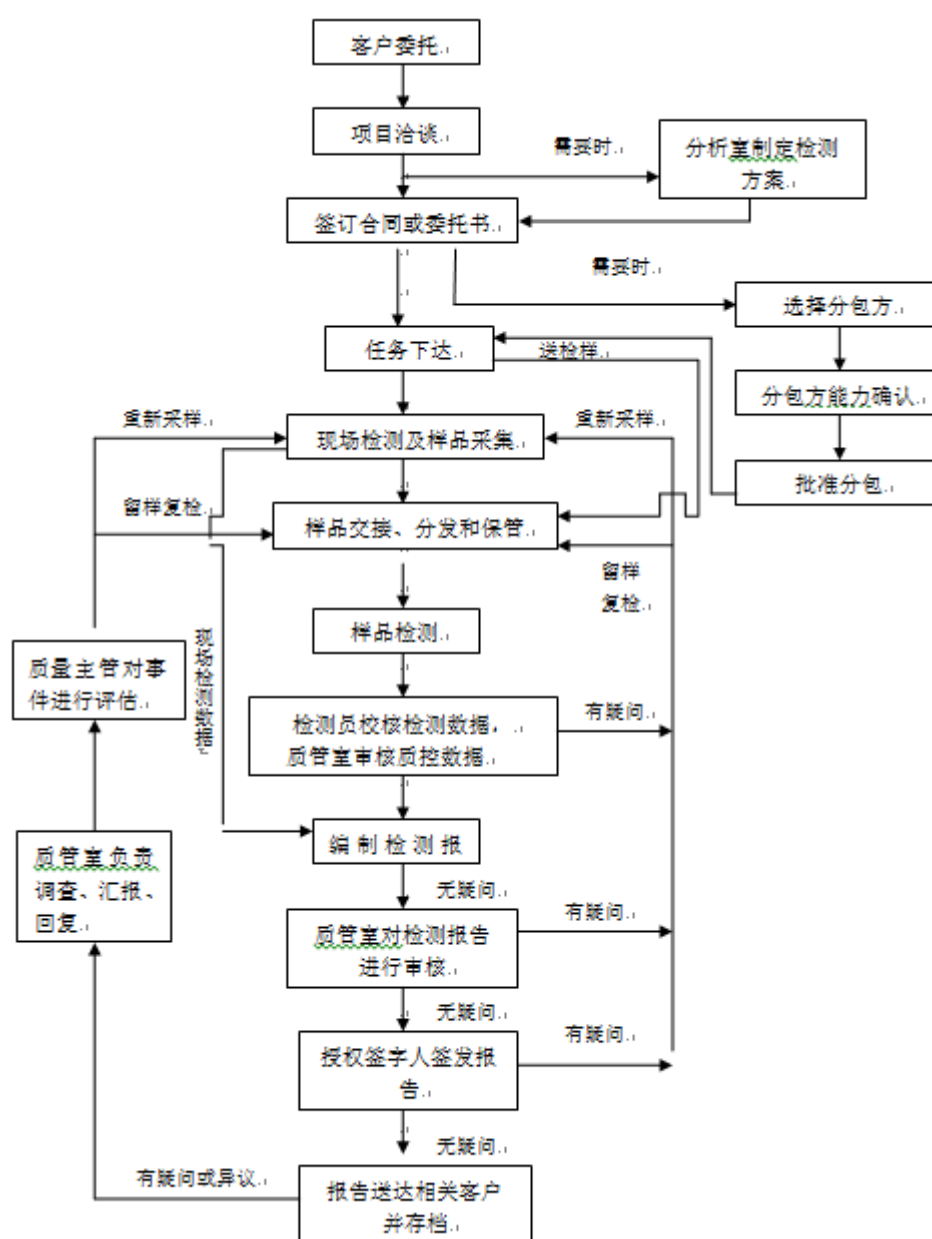 客户委托
项目洽谈
需要时
分析室制定检测
方案
签订合同或委托书
需要时
选择分包方
任务下达
送检样
分包方能力确认
重新采样
重新采样
现场检测及样品采集
批准分包
留样复检
样品交接、分发和保管
留样
复检
样品检测
现场检测数据
质量主管对事
件进行评估
检测员校核检测数据，
质管室审核质控数据
有疑问
编制检测报
质管室负责
调查、汇报、
回复
无疑问
有疑问
质管室对检测报告
进行审核
无疑问
有疑问
授权签字人签发报
告
无疑问
有疑问或异议
报告送达相关客户
并存档